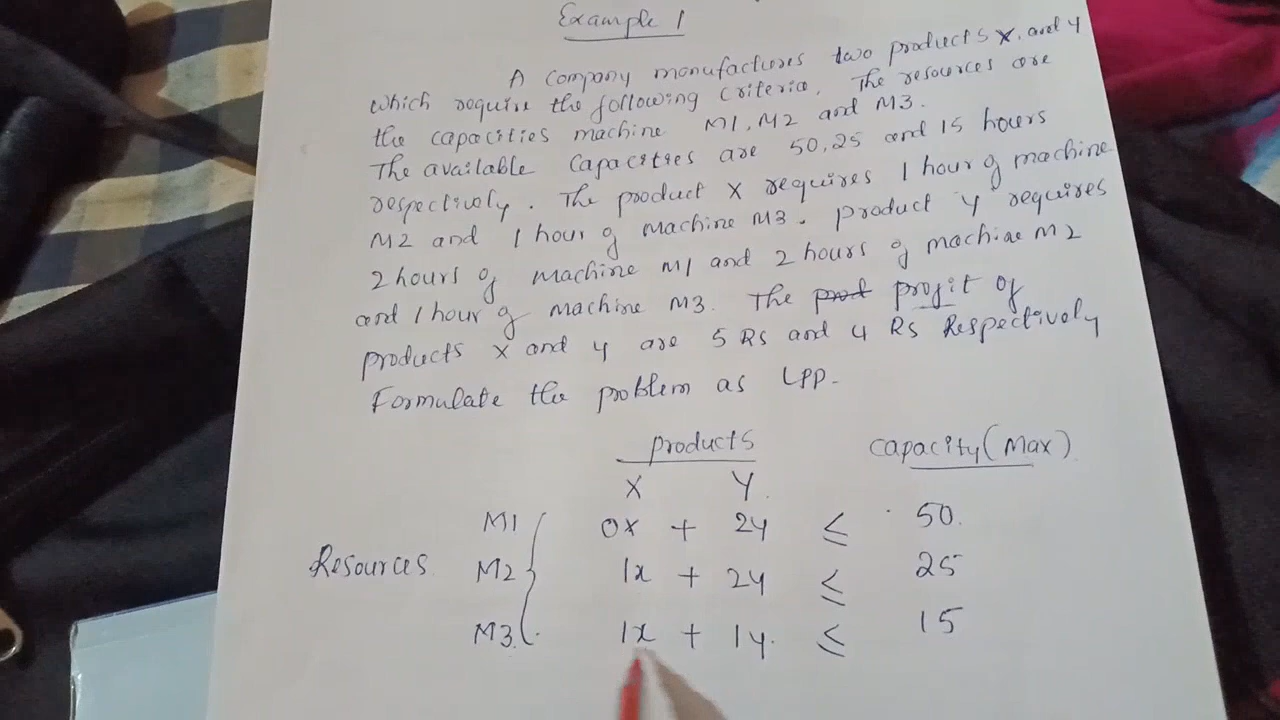 Example 1
A Company manufactures two products X, and Y
which require the following criteria. The resources are
the capacities machine M1, M2 and M3.
The available capacities are 50, 25 and 15 hours
respectively. The product X requires 1 hour of machine
M2 and 1 hour of machine M3. product Y requires
2 hours of machine M1 and 2 hours of machine M2
and 1 hour of machine M3. The prof profit of
products X and Y are 5 RS and 4 RS Respectively
Formulate the problem as LPP.
products capacity (Max)
X Y.
M1 0x + 2y ≤ 50.
Resources M2 1x + 2y ≤ 25
M3 1x + 1y. ≤ 15